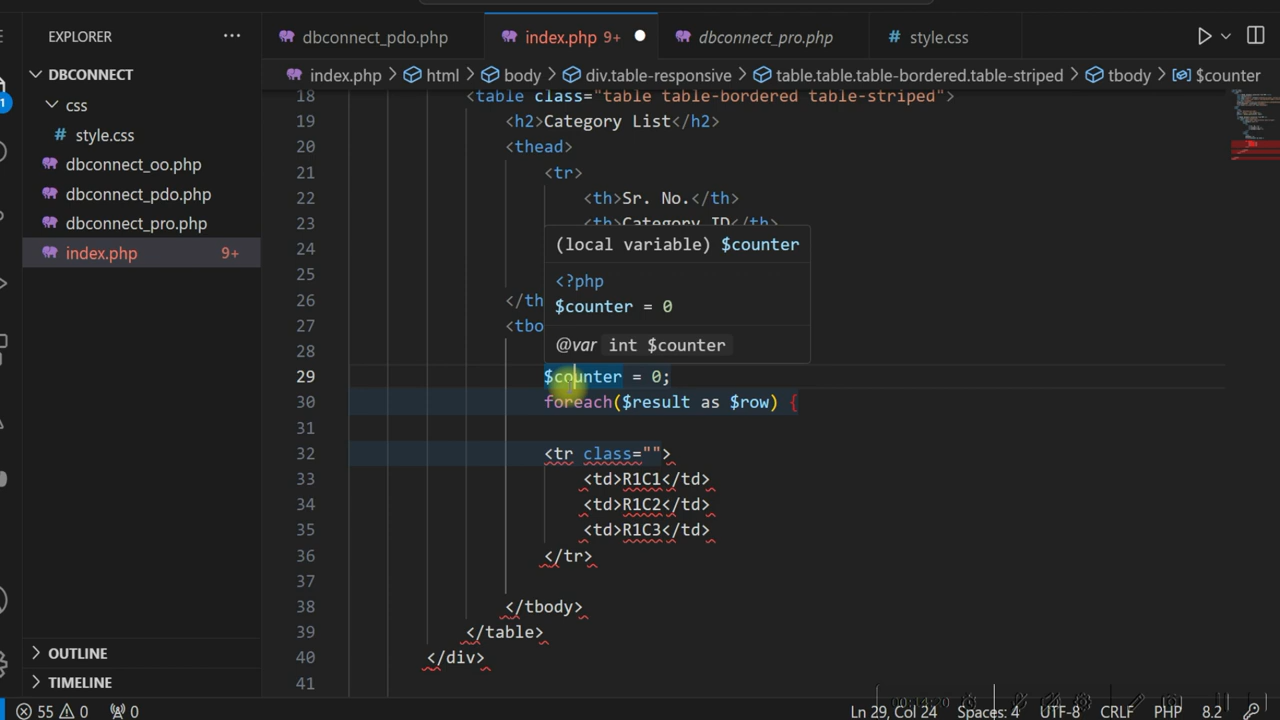 EXPLORER
dbconnect_pdo.php
index.php 9+
dbconnect_pro.php
# style.css
DBCONNECT
index.php > html > body > div.table-responsive > table.table.table-bordered.table-striped > tbody > $counter
css
# style.css
dbconnect_oo.php
dbconnect_pdo.php
dbconnect_pro.php
index.php 9+
18 <table class="table table-bordered table-striped">
19 <h2>Category List</h2>
20 <thead>
21 <tr>
22 <th>Sr. No.</th>
23 <th>Category ID</th>
24
25
26 </th
27 <tbo
(local variable) $counter
<?php
$counter = 0
@var int $counter
28
29 $counter = 0;
30 foreach($result as $row) {
31
32 <tr class="">
33 <td>R1C1</td>
34 <td>R1C2</td>
35 <td>R1C3</td>
36 </tr>
37
38 </tbody>
39 </table>
40 </div>
41
OUTLINE
TIMELINE
55 0 0
Ln 29, Col 24 Spaces: 4 UTF-8 CRLF PHP 8.2